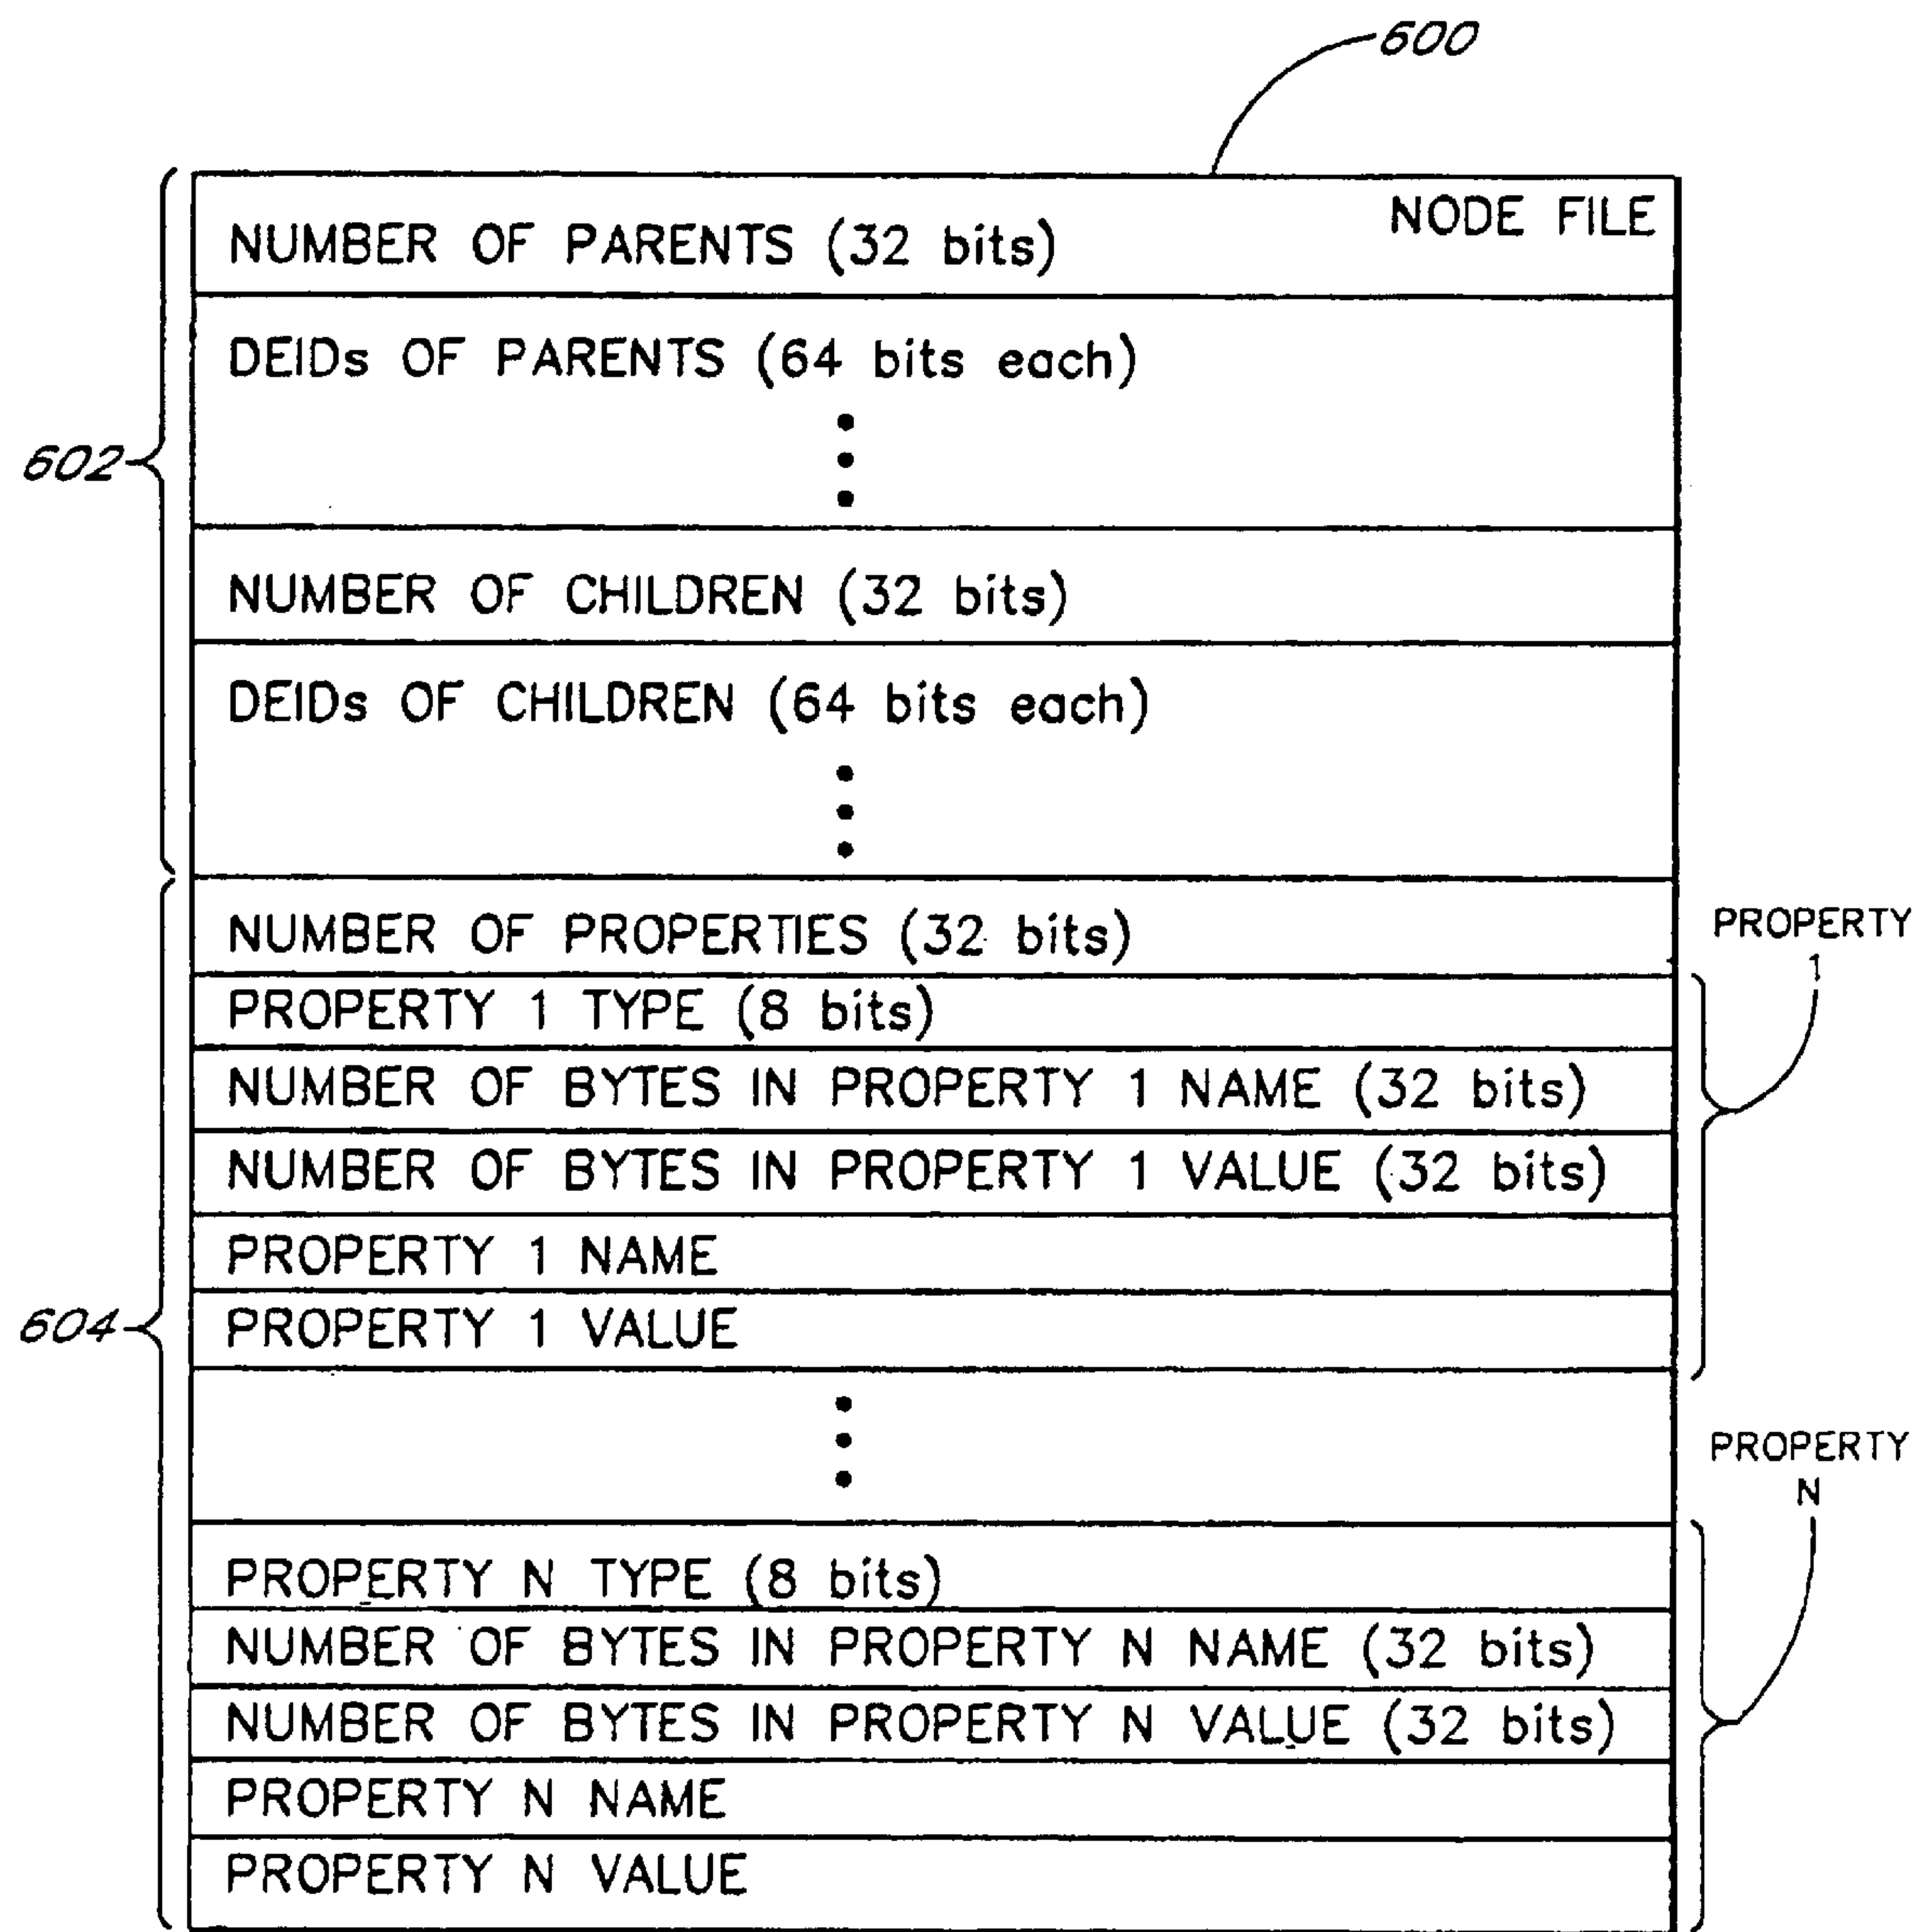 600
NODE FILE
NUMBER OF PARENTS (32 bits)
DEIDs OF PARENTS (64 bits each)
602
NUMBER OF CHILDREN (32 bits)
DEIDs OF CHILDREN (64 bits each)
NUMBER OF PROPERTIES (32 bits)
PROPERTY
1
PROPERTY 1 TYPE (8 bits)
NUMBER OF BYTES IN PROPERTY 1 NAME (32 bits)
NUMBER OF BYTES IN PROPERTY 1 VALUE (32 bits)
PROPERTY 1 NAME
604
PROPERTY 1 VALUE
PROPERTY
N
PROPERTY N TYPE (8 bits)
NUMBER OF BYTES IN PROPERTY N NAME (32 bits)
NUMBER OF BYTES IN PROPERTY N VALUE (32 bits)
PROPERTY N NAME
PROPERTY N VALUE